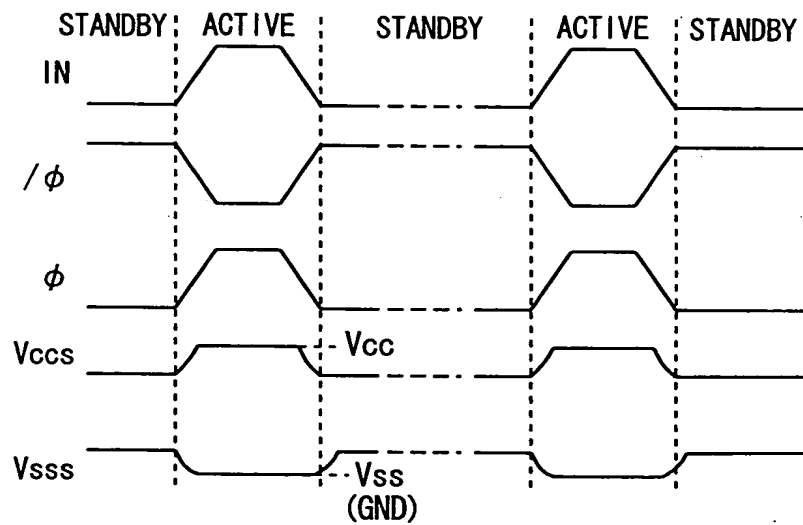 STANDBY ACTIVE STANDBY ACTIVE STANDBY
IN
/φ
φ
Vccs
Vcc
Vsss
Vss
(GND)